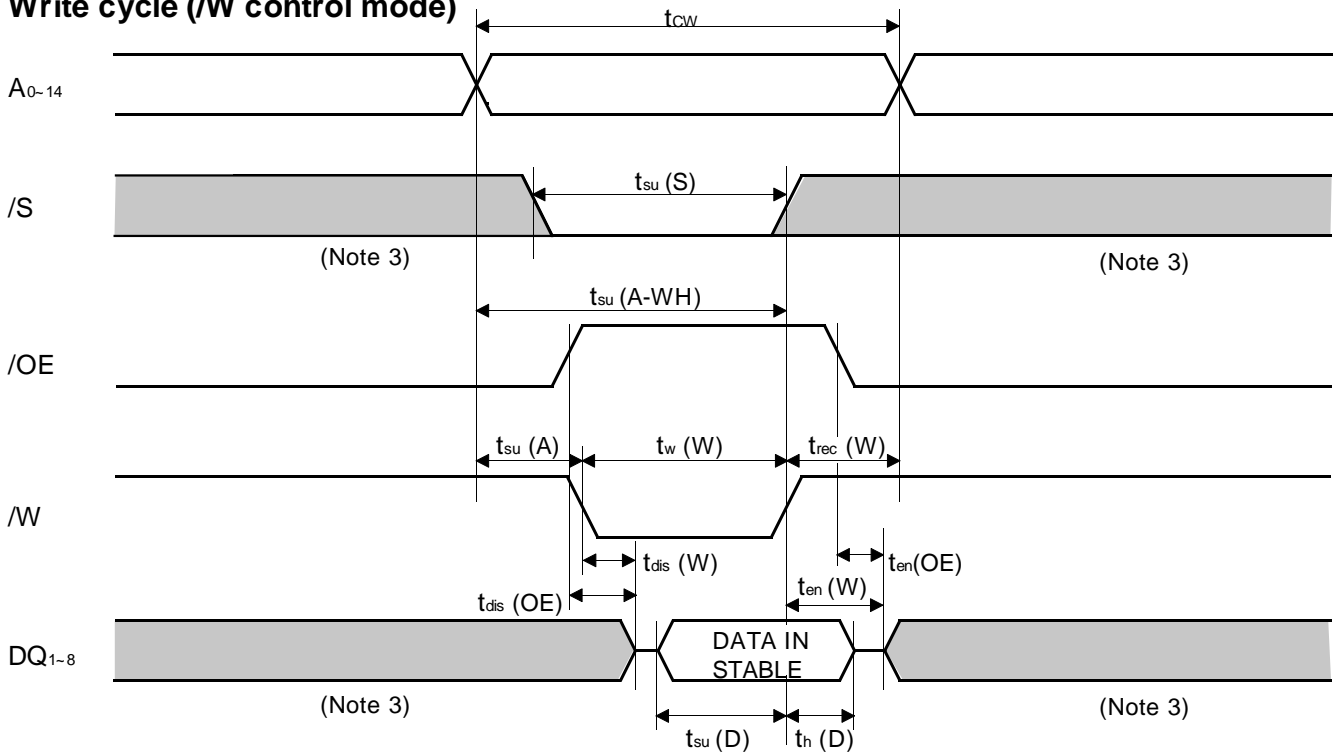 Write cycle (/W control mode)
tCW
A0~14
tsu (S)
/S
(Note 3)
(Note 3)
tsu (A-WH)
/OE
tsu (A)
tw (W)
trec (W)
/W
tdis (W)
ten(OE)
tdis (OE)
ten (W)
DQ1~8
DATA IN
STABLE
(Note 3)
(Note 3)
tsu (D)
th (D)